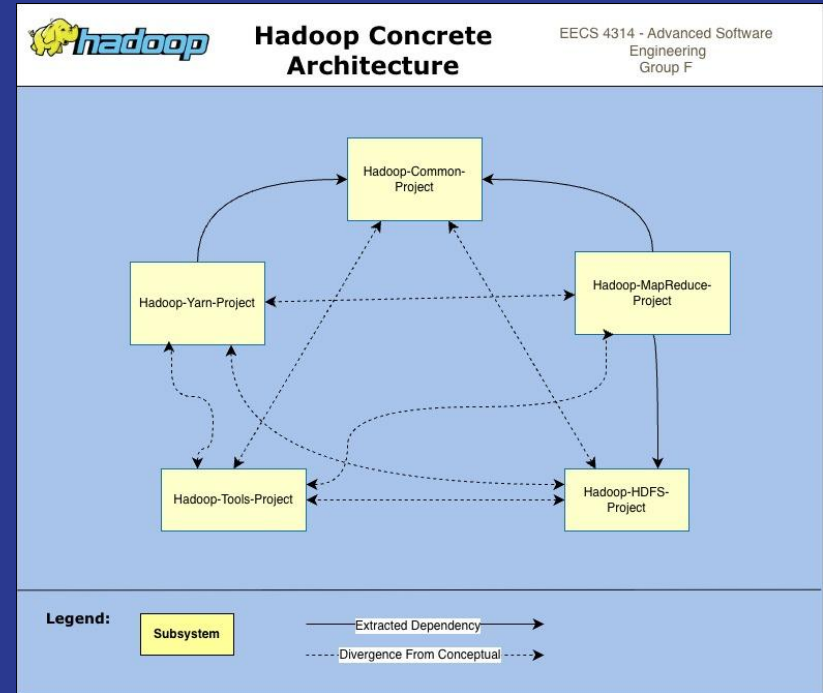 hadoop
Hadoop Concrete
Architecture
EECS 4314 - Advanced Software
Engineering
Group F
Hadoop-Common-
Project
Hadoop-Yarn-Project
Hadoop-MapReduce-
Project
Hadoop-Tools-Project
Hadoop-HDFS-
Project
Legend:
Subsystem
Extracted Dependency
Divergence From Conceptual